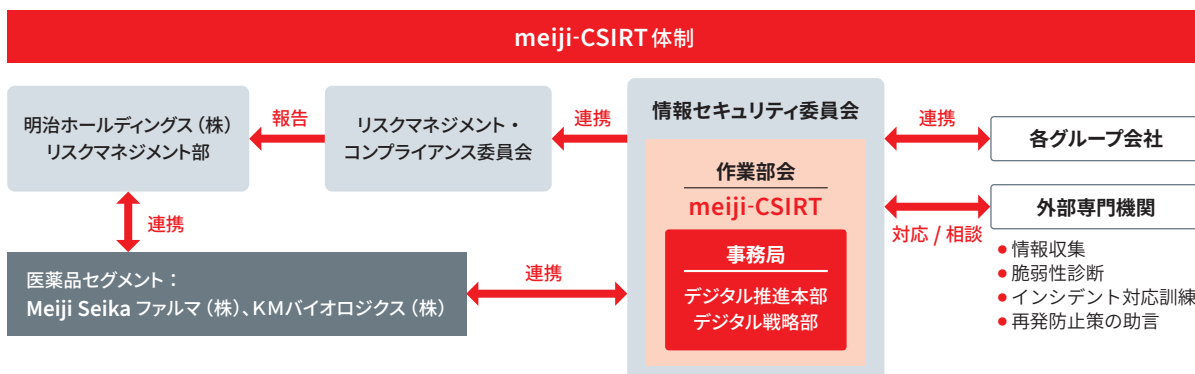 meiji-CSIRT 体制
明治ホールディングス（株）
リスクマネジメント部
報告
リスクマネジメント・
コンプライアンス委員会
連携
情報セキュリティ委員会
作業部会
meiji-CSIRT
事務局
デジタル推進本部
デジタル戦略部
連携
各グループ会社
対応 / 相談
外部専門機関
● 情報収集
● 脆弱性診断
● インシデント対応訓練
● 再発防止策の助言
連携
医薬品セグメント：
Meiji Seika ファルマ（株）、KMバイオロジクス（株）
連携